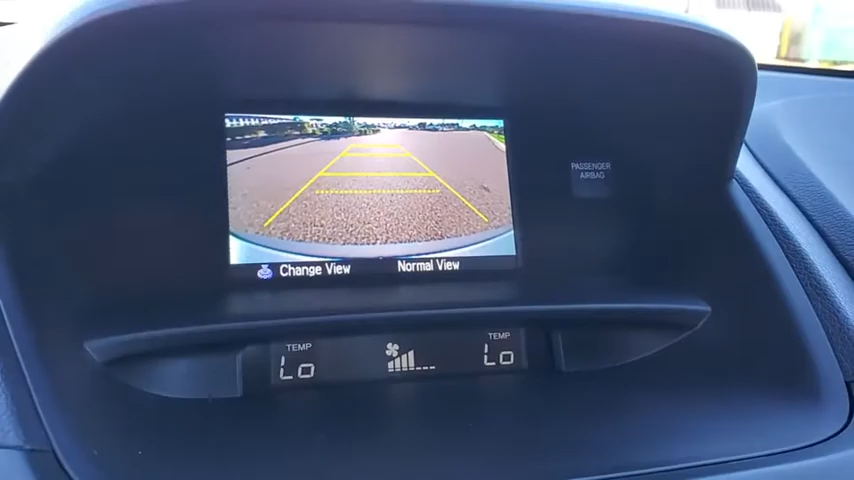 PASSENGER
AIRBAG
Change View
Normal View
TEMP
Lo
TEMP
Lo